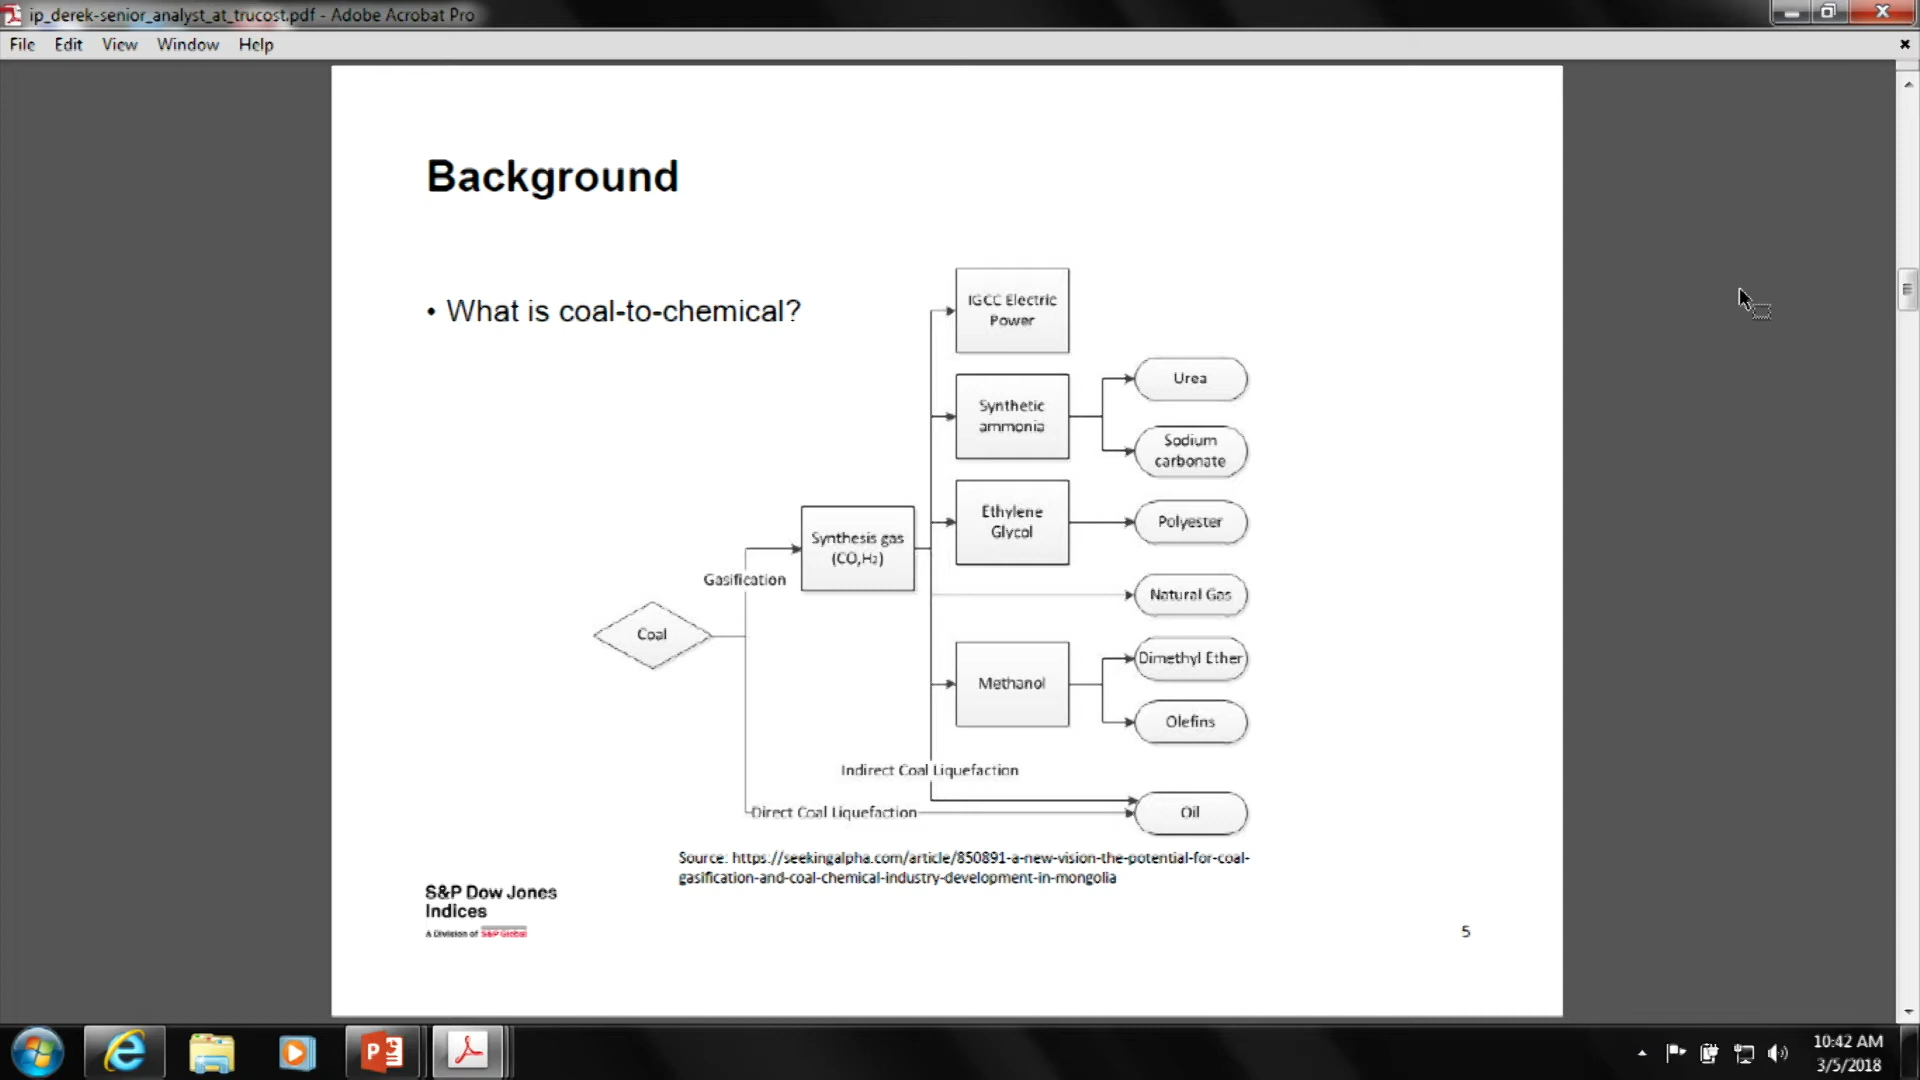 ip_derek-senior_analyst_at_trucost.pdf - Adobe Acrobat Pro
File Edit View Window Help
Background
• What is coal-to-chemical?
IGCC Electric
Power
Urea
Synthetic
ammonia
Sodium
carbonate
Ethylene
Glycol
Polyester
Synthesis gas
(CO,H₂)
Gasification
Natural Gas
Coal
Dimethyl Ether
Methanol
Olefins
Indirect Coal Liquefaction
Direct Coal Liquefaction
Oil
Source: https://seekingalpha.com/article/850891-a-new-vision-the-potential-for-coal-
gasification-and-coal-chemical-industry-development-in-mongolia
S&P Dow Jones
Indices
A Division of S&P Global
5
10:42 AM
3/5/2018